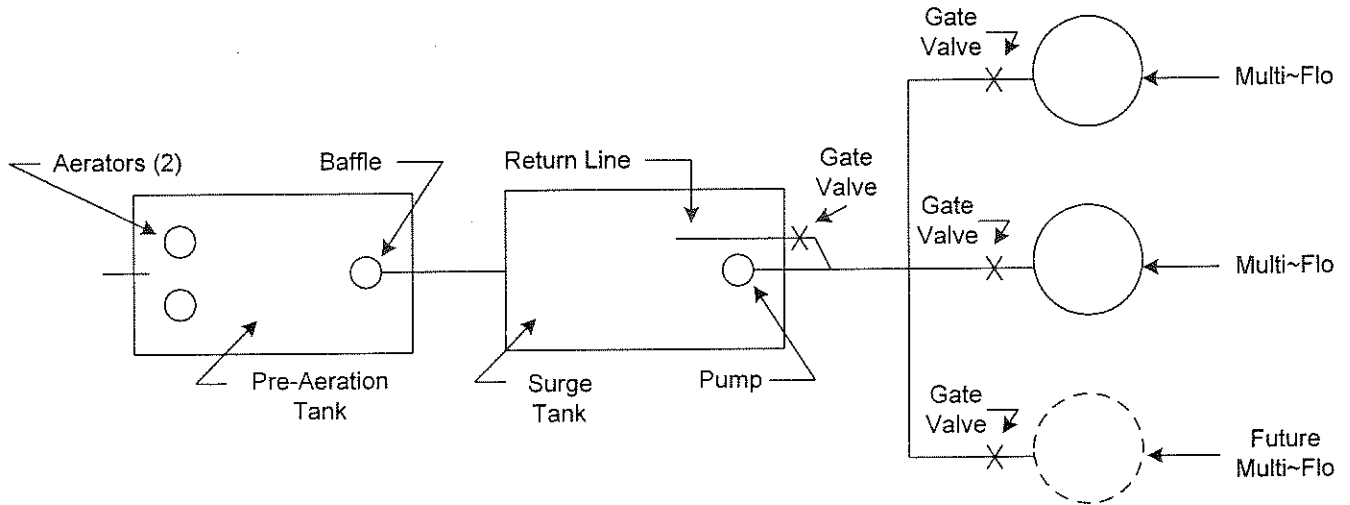 Gate
Valve
Multi~Flo
Aerators (2)
Baffle
Return Line
Gate
Valve
Gate
Valve
Multi~Flo
Pre-Aeration
Tank
Surge
Tank
Pump
Gate
Valve
Future
Multi~Flo